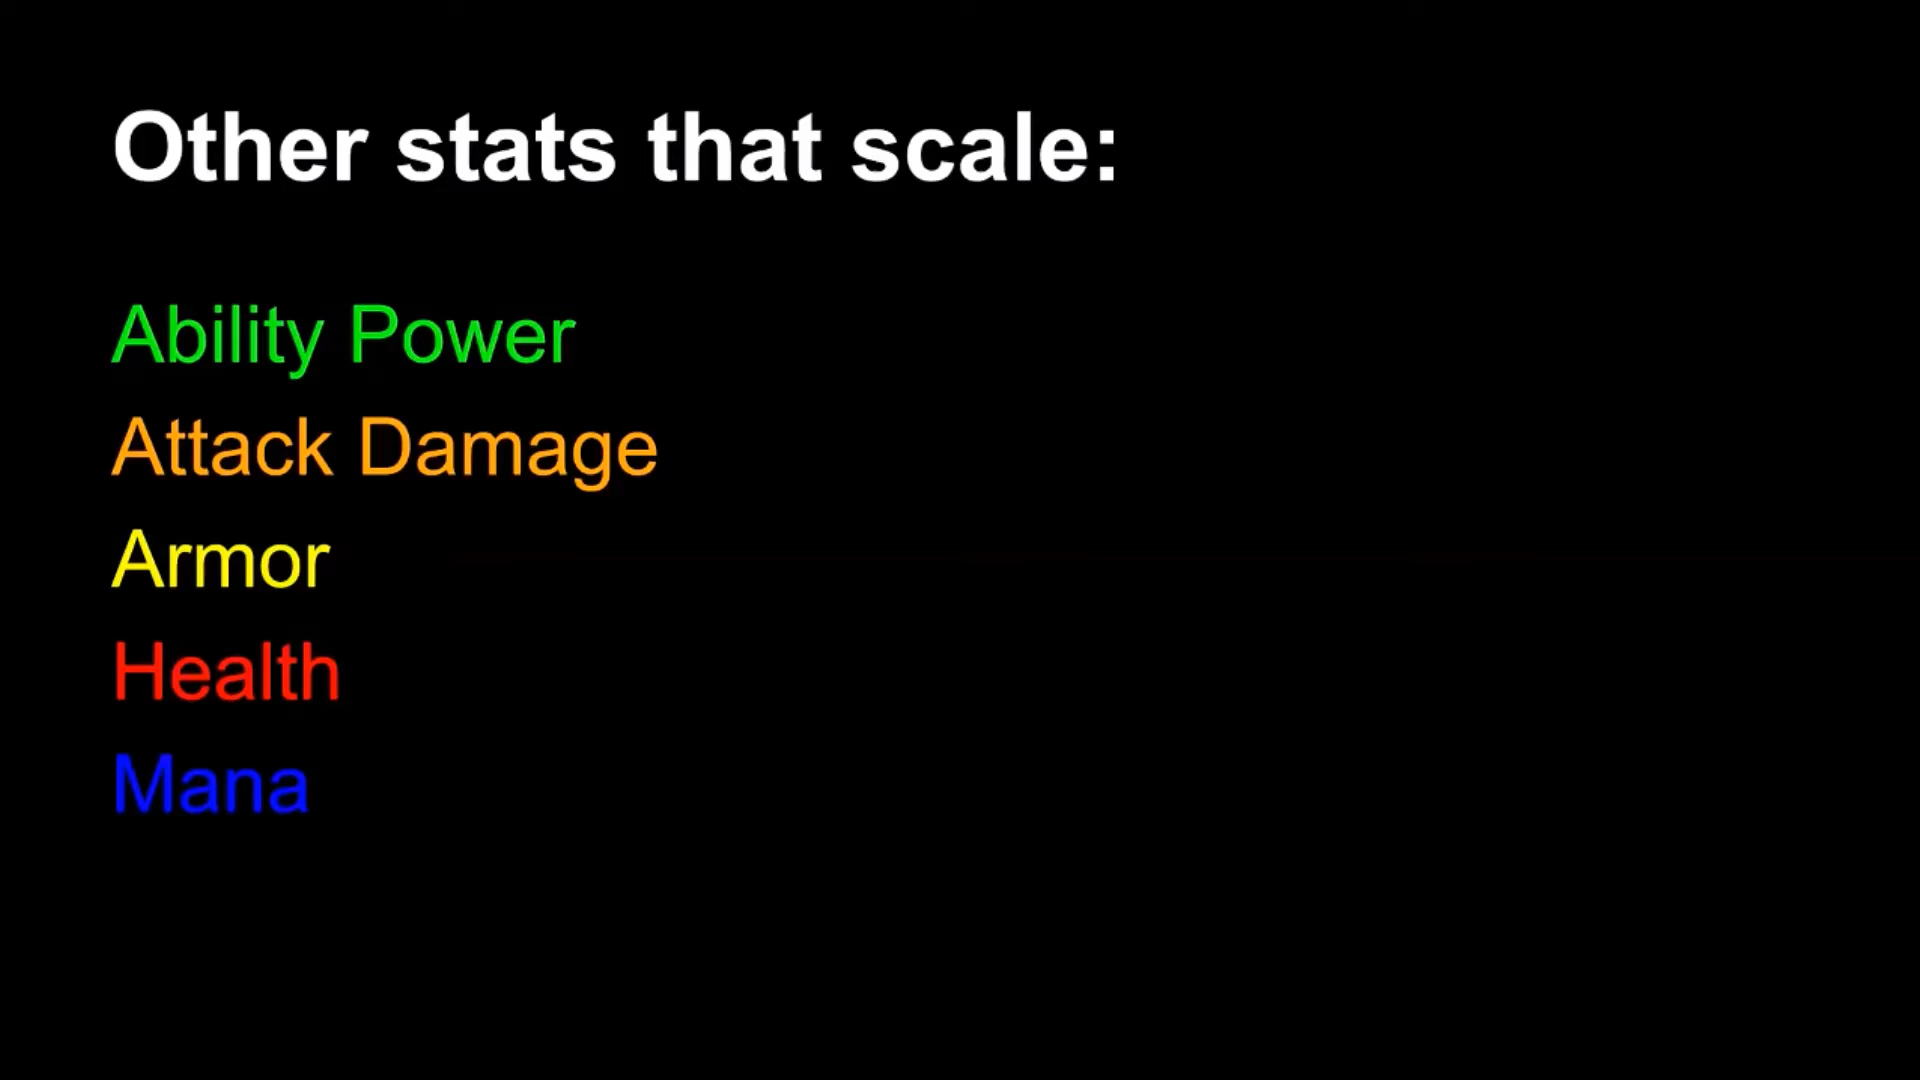 Other stats that scale:
Ability Power
Attack Damage
Armor
Health
Mana